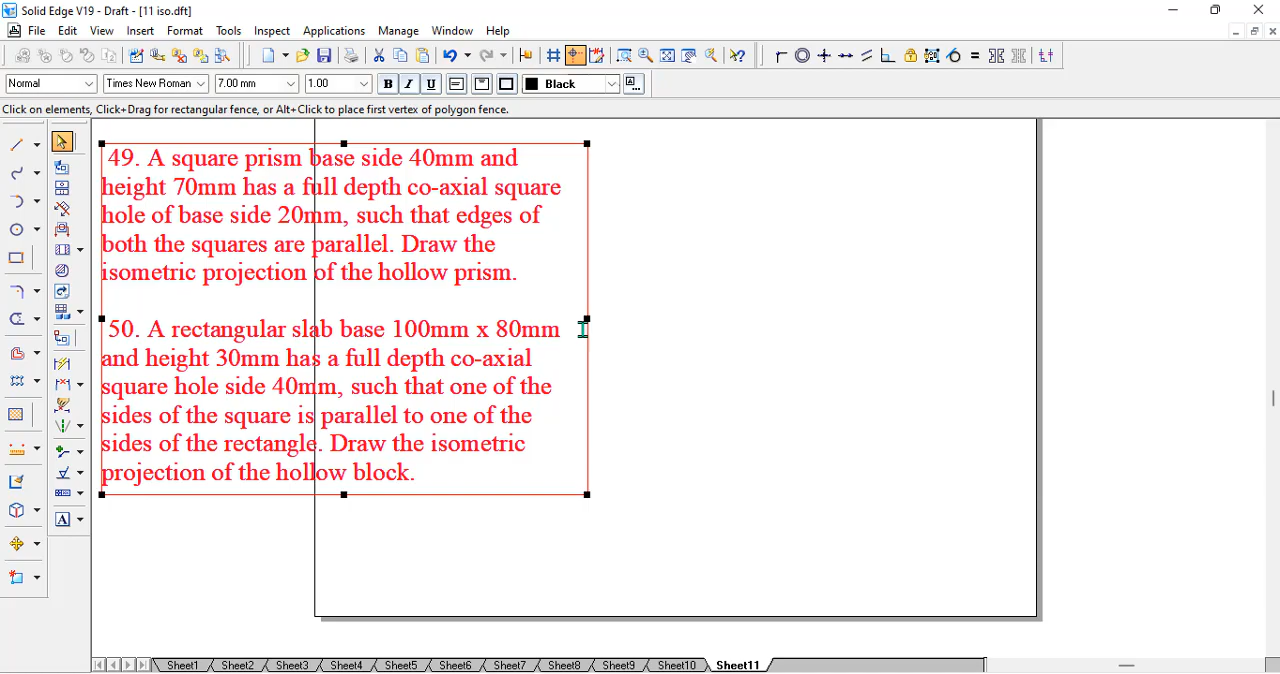 Solid Edge V19 - Draft - [11 iso.dft]
File Edit View Insert Format Tools Inspect Applications Manage Window Help
Normal Times New Roman 7.00 mm 1.00 B I U Black
Click on elements, Click+Drag for rectangular fence, or Alt+Click to place first vertex of polygon fence.
49. A square prism base side 40mm and
height 70mm has a full depth co-axial square
hole of base side 20mm, such that edges of
both the squares are parallel. Draw the
isometric projection of the hollow prism.
50. A rectangular slab base 100mm x 80mm
and height 30mm has a full depth co-axial
square hole side 40mm, such that one of the
sides of the square is parallel to one of the
sides of the rectangle. Draw the isometric
projection of the hollow block.
Sheet1 Sheet2 Sheet3 Sheet4 Sheet5 Sheet6 Sheet7 Sheet8 Sheet9 Sheet10 Sheet11